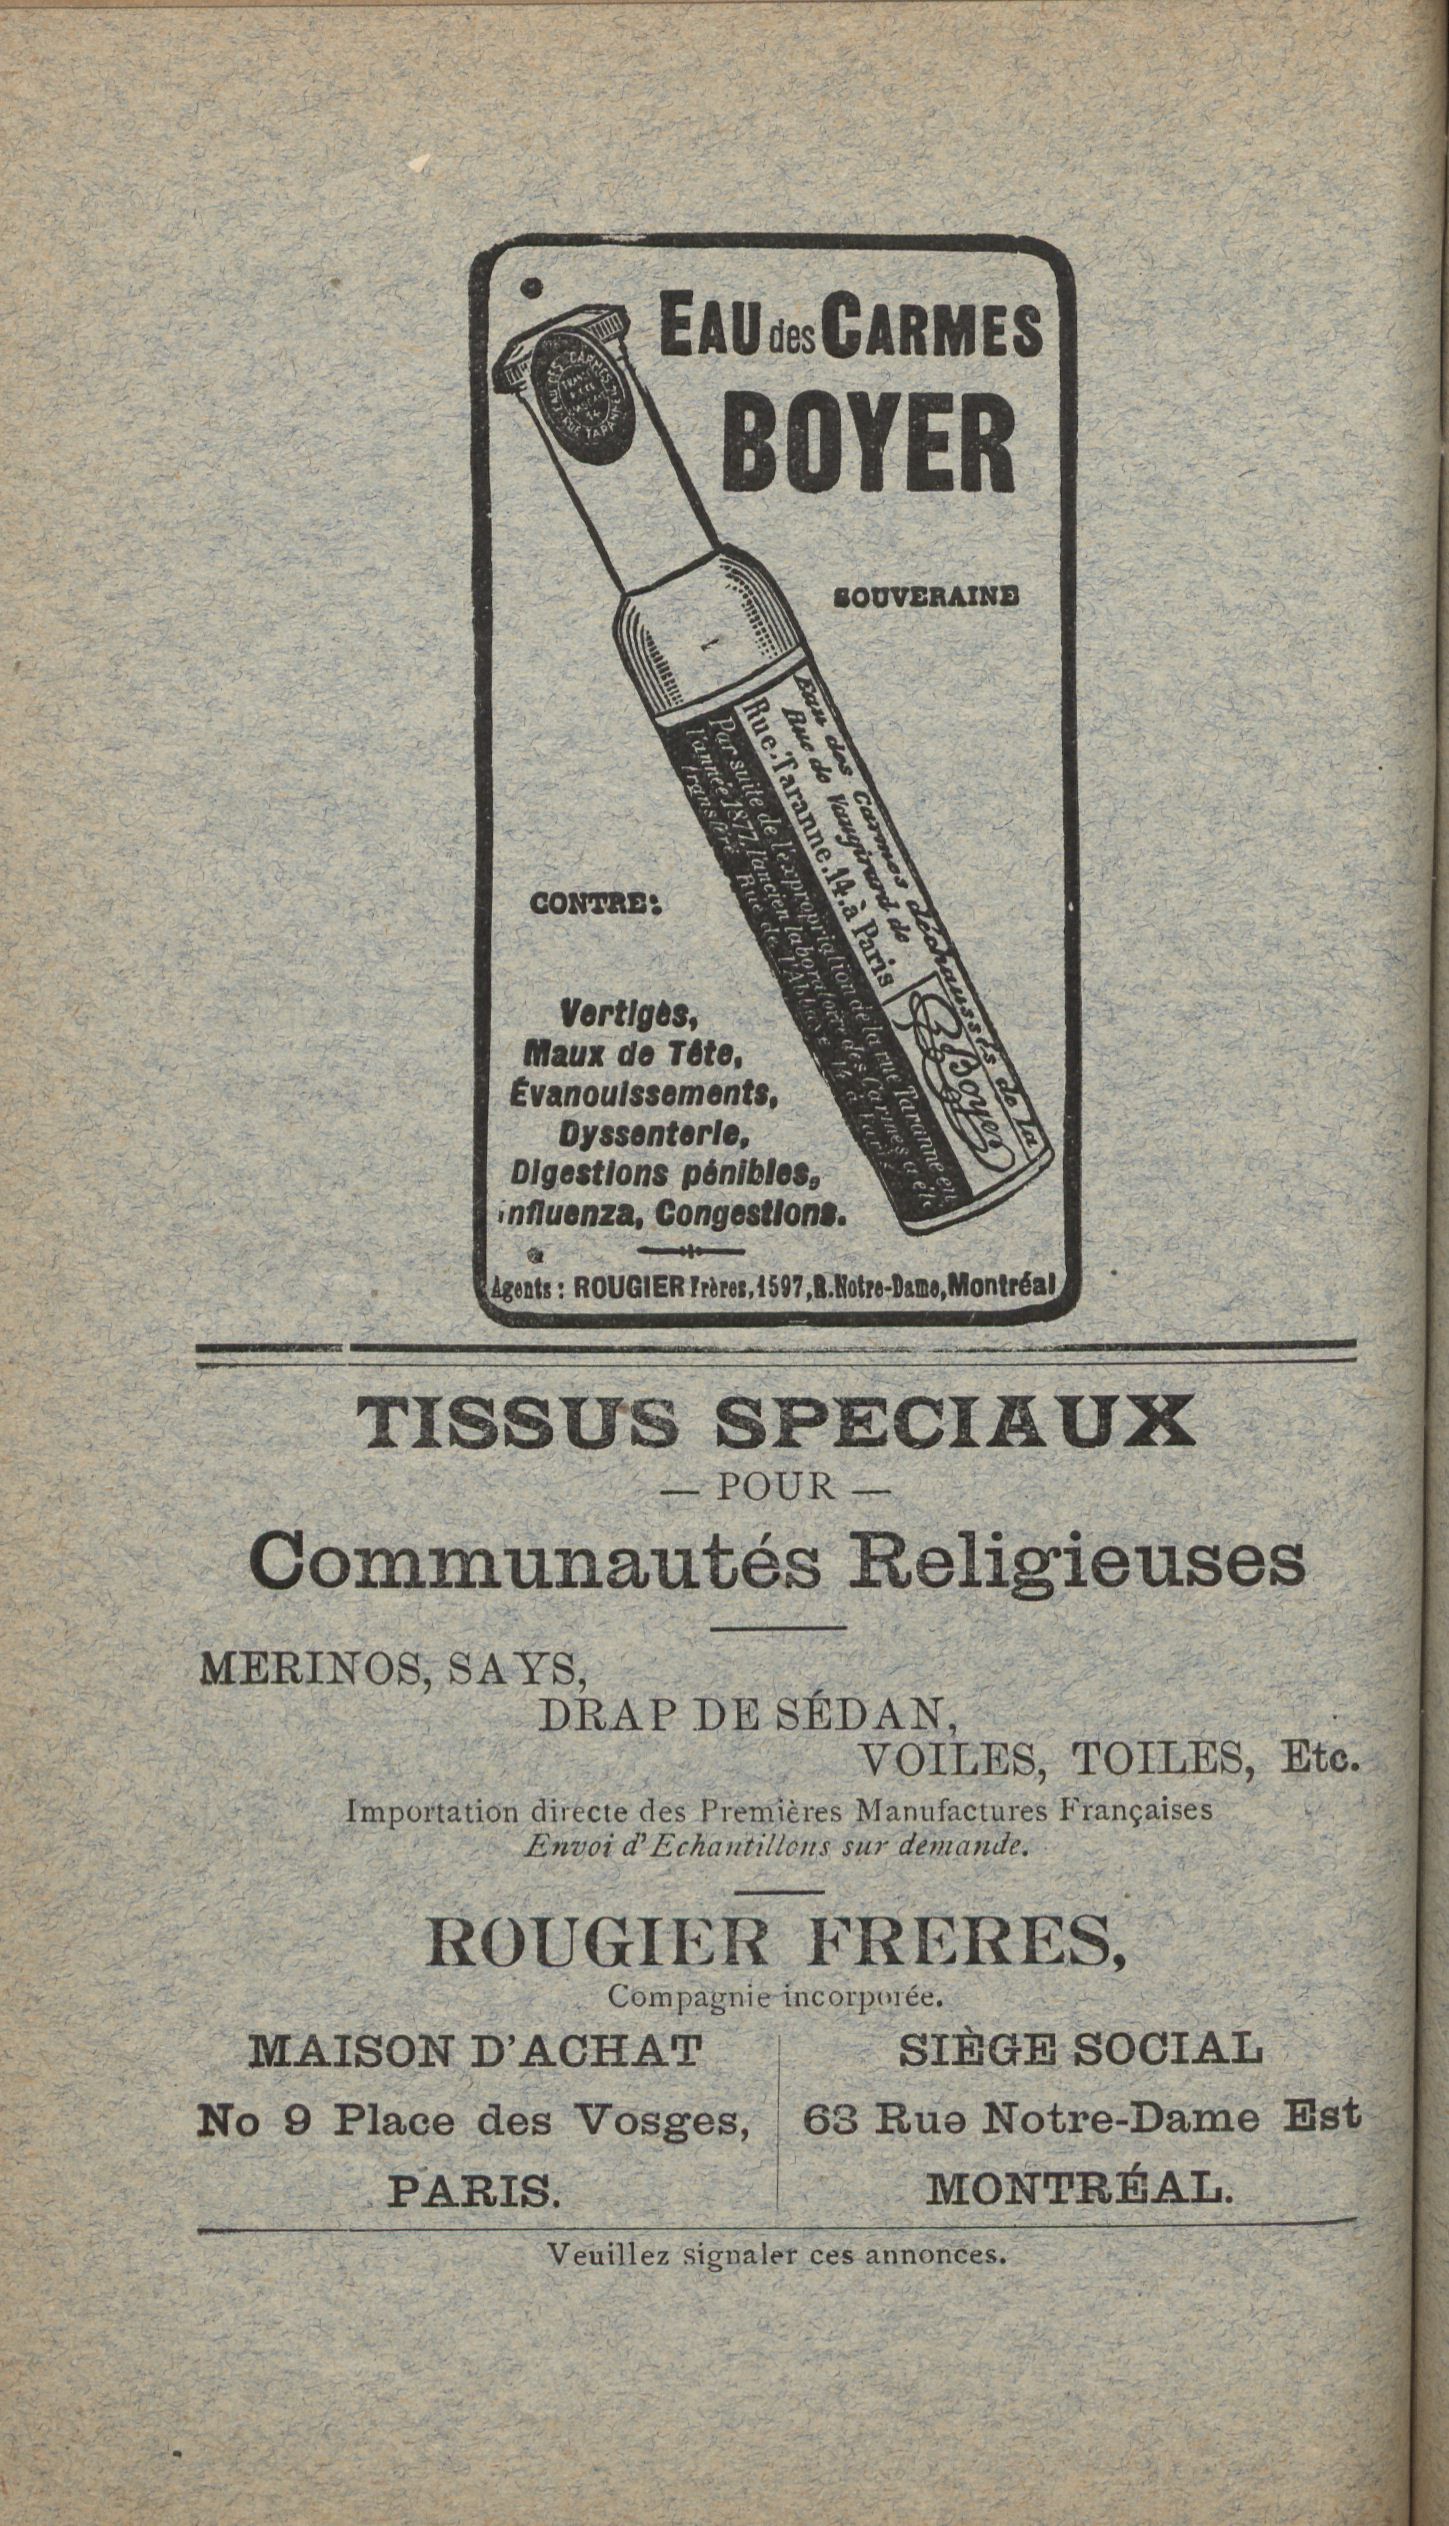 EAU des CARMES
BOYER
SOUVERAINE
Eau des Carmes déchaussés de La
Rue de Vaugirard de
Rue.Taranne.14.à Paris
Boyer
Par suite de l'expropriation de la rue Taranne en
l'année 1877, l'ancien laboratoire des Carmes a été
transféré Rue de l'Abbaye 14 à Paris
CONTRE:
Vertiges,
Maux de Tête,
Évanouissements,
Dyssenterie,
Digestions pénibles,
influenza, Congestions.
Agents : ROUGIER Frères, 1597, R. Notre-Dame, Montréal
TISSUS SPECIAUX
— POUR —
Communautés Religieuses
MERINOS, SAYS,
DRAP DE SÉDAN,
VOILES, TOILES, Etc.
Importation directe des Premières Manufactures Françaises
Envoi d'Echantillons sur demande.
ROUGIER FRERES,
Compagnie incorporée.
MAISON D'ACHAT
No 9 Place des Vosges,
PARIS.
SIÈGE SOCIAL
63 Rue Notre-Dame Est
MONTRÉAL.
Veuillez signaler ces annonces.